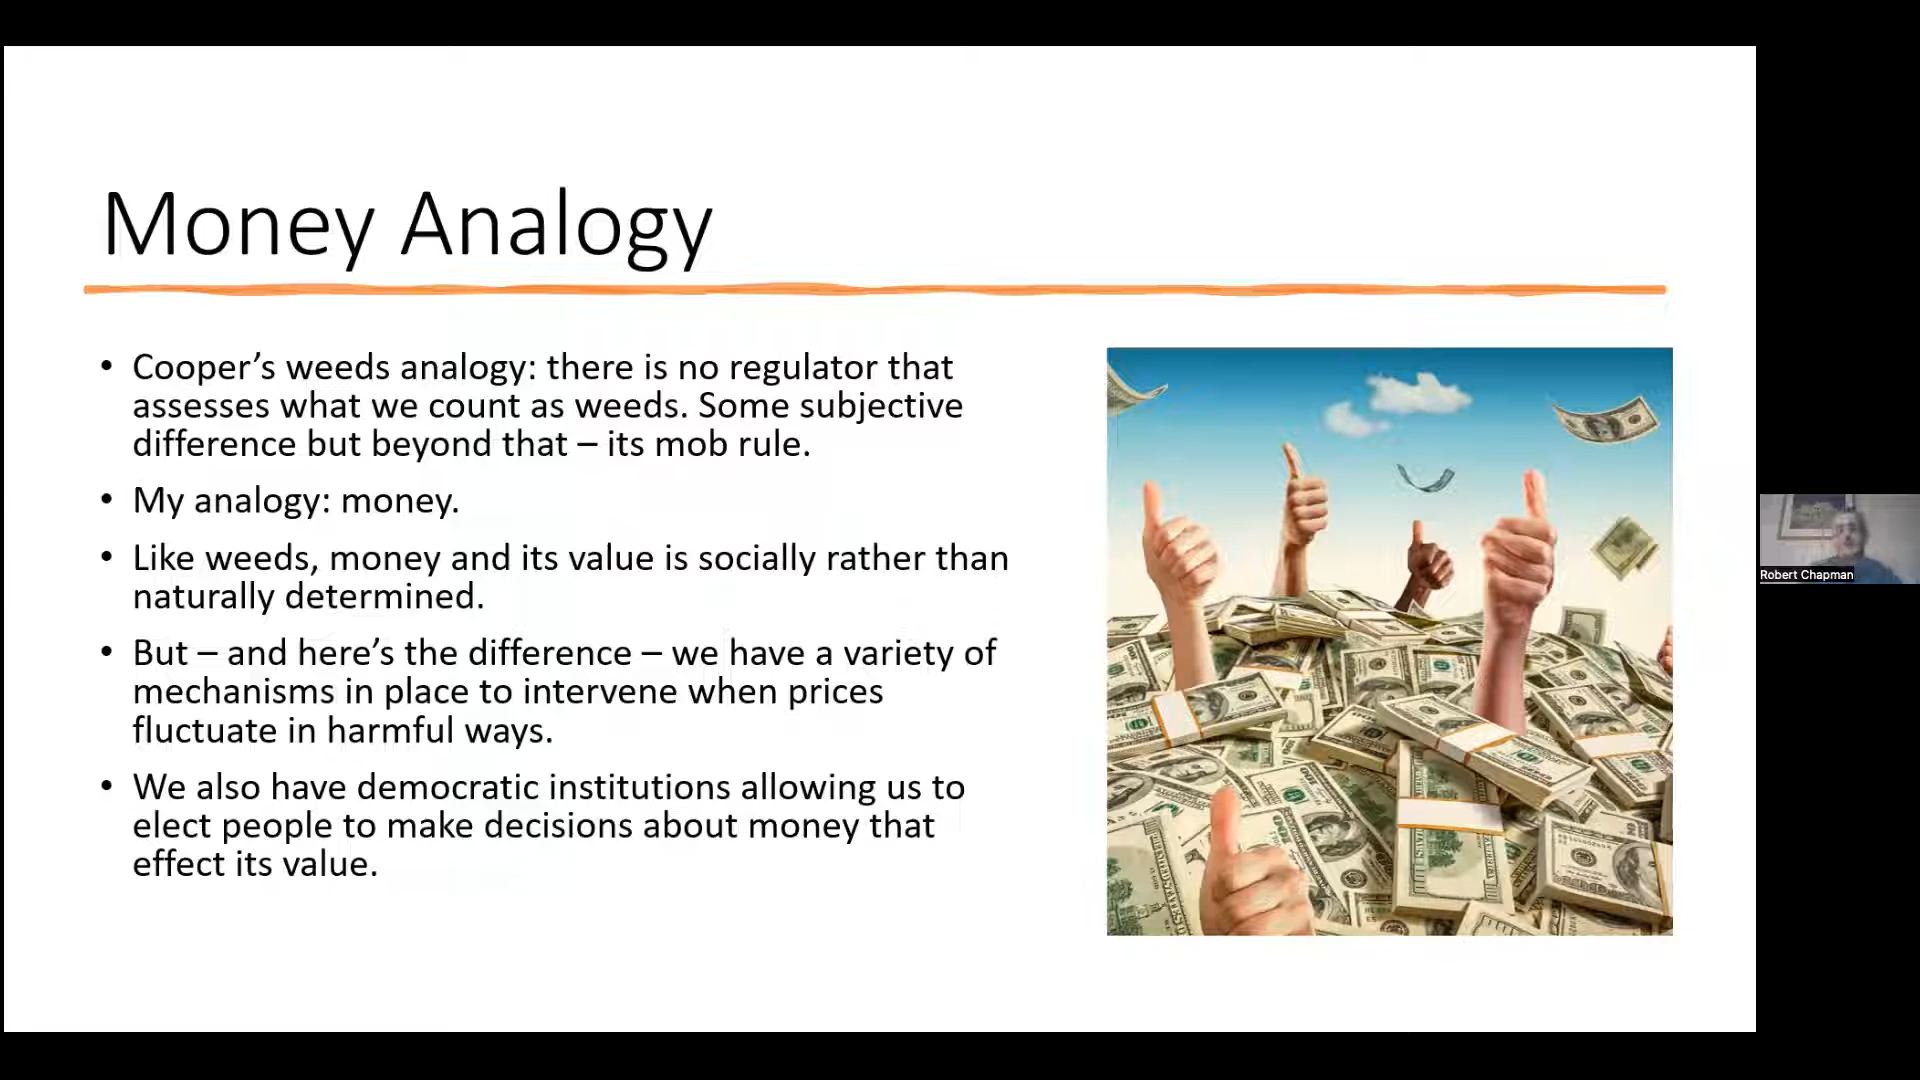 Money Analogy
• Cooper’s weeds analogy: there is no regulator that
assesses what we count as weeds. Some subjective
difference but beyond that – its mob rule.
• My analogy: money.
• Like weeds, money and its value is socially rather than
naturally determined.
• But – and here’s the difference – we have a variety of
mechanisms in place to intervene when prices
fluctuate in harmful ways.
• We also have democratic institutions allowing us to
elect people to make decisions about money that
effect its value.
Robert Chapman